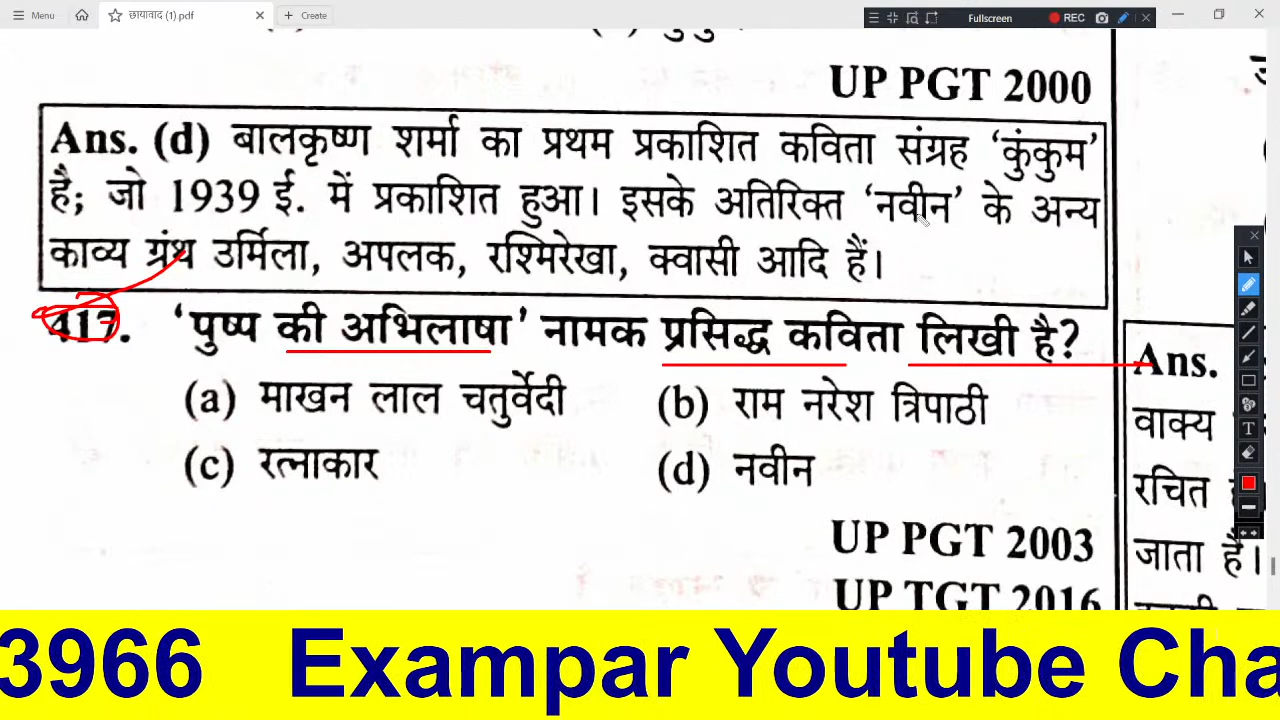 Menu
छायावाद (1).pdf
Create
Fullscreen
REC
UP PGT 2000
Ans. (d) बालकृष्ण शर्मा का प्रथम प्रकाशित कविता संग्रह ‘कुंकुम’
है; जो 1939 ई. में प्रकाशित हुआ। इसके अतिरिक्त ‘नवीन’ के अन्य
काव्य ग्रंथ उर्मिला, अपलक, रश्मिरेखा, क्वासी आदि हैं।
417. ‘पुष्प की अभिलाषा’ नामक प्रसिद्ध कविता लिखी है?
(a) माखन लाल चतुर्वेदी (b) राम नरेश त्रिपाठी
(c) रत्नाकार (d) नवीन
UP PGT 2003
UP TGT 2016
Ans.
वाक्य
रचित
जाता है।
3966 Exampar Youtube Cha